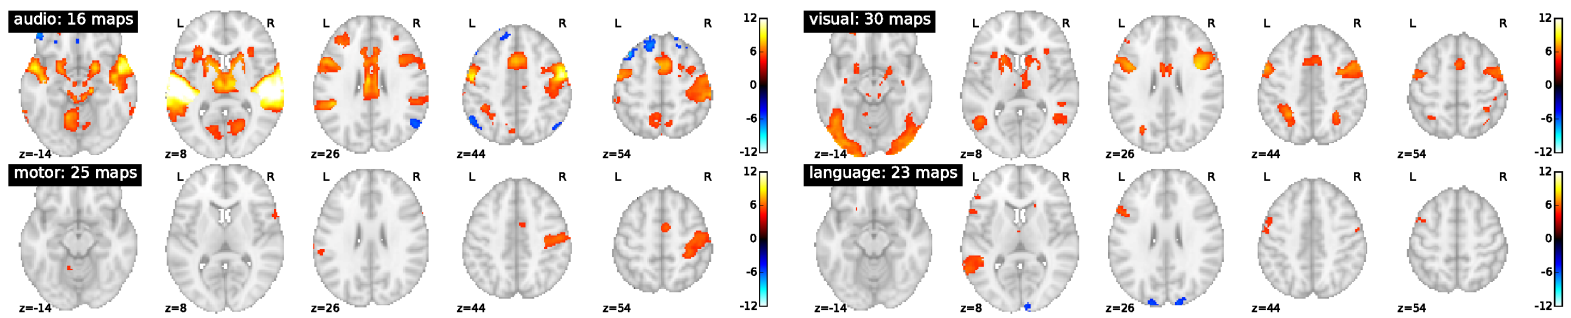 audio: 16 maps
L R L R L R L R
z=-14 z=8 z=26 z=44 z=54
12
6
0
-6
-12
visual: 30 maps
L R L R L R L R
z=-14 z=8 z=26 z=44 z=54
12
6
0
-6
-12
motor: 25 maps
L R L R L R L R
z=-14 z=8 z=26 z=44 z=54
12
6
0
-6
-12
language: 23 maps
L R L R L R L R
z=-14 z=8 z=26 z=44 z=54
12
6
0
-6
-12